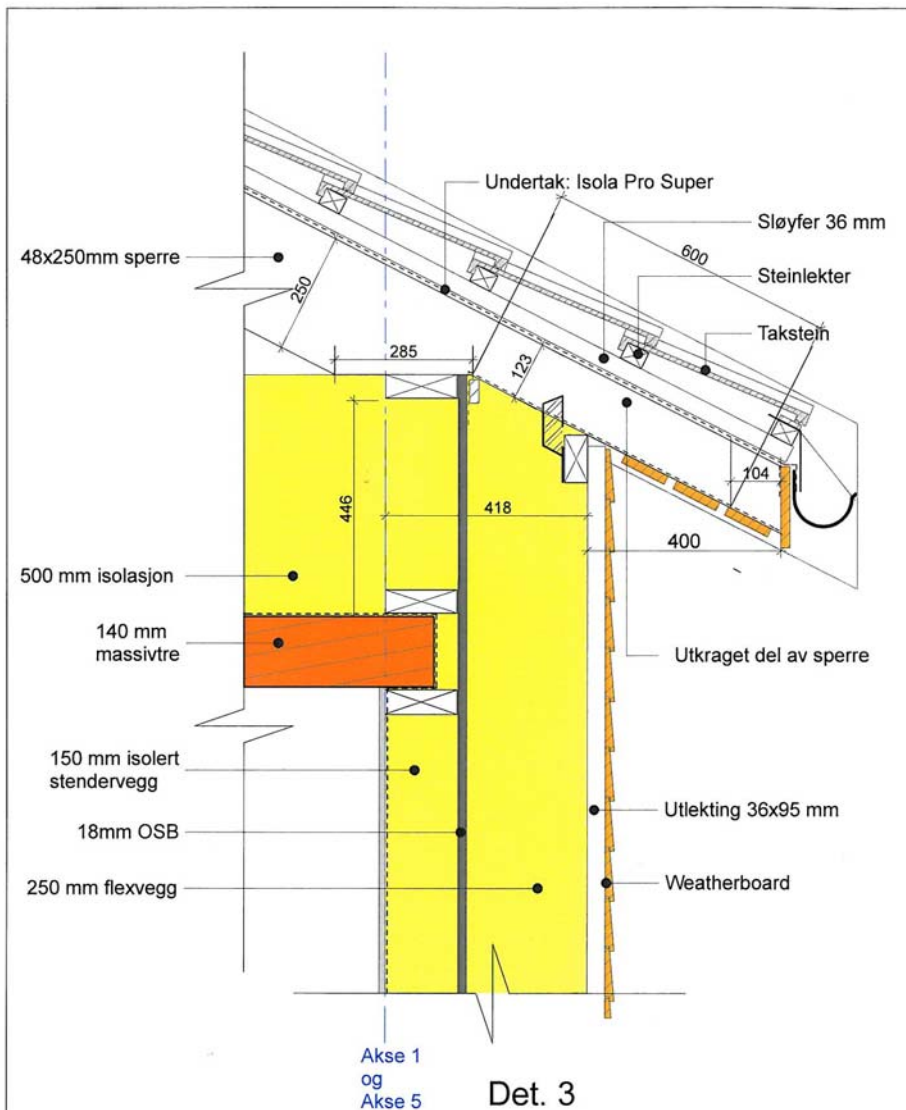 Undertak: Isola Pro Super
Sløyfer 36 mm
48x250mm sperre
600
Steinlekter
250
Takstein
285
123
104
446
418
400
500 mm isolasjon
140 mm
massivtre
Utkraget del av sperre
150 mm isolert
stendervegg
Utlekting 36x95 mm
18mm OSB
250 mm flexvegg
Weatherboard
Akse 1
og
Akse 5
Det. 3